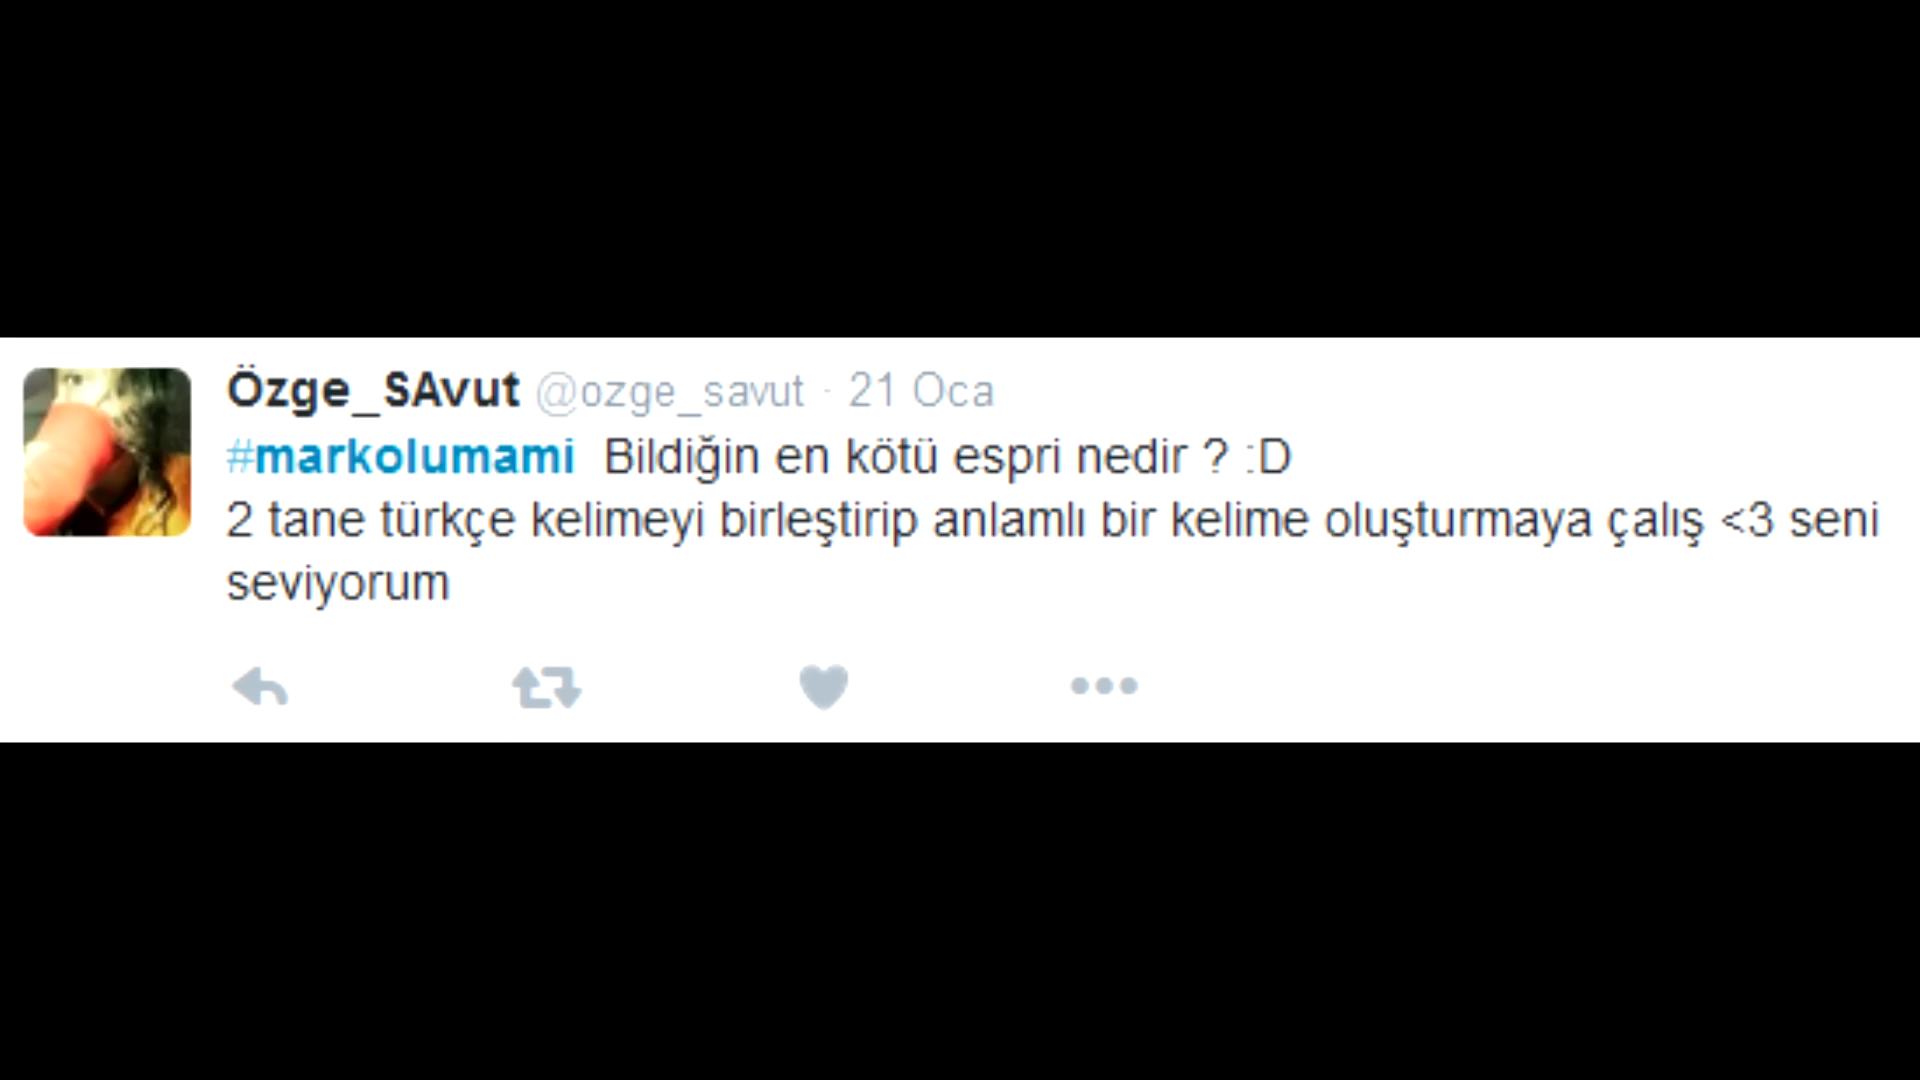 Özge_SAvut @ozge_savut · 21 Oca
#markolumami Bildiğin en kötü espri nedir ? :D
2 tane türkçe kelimeyi birleştirip anlamlı bir kelime oluşturmaya çalış <3 seni
seviyorum